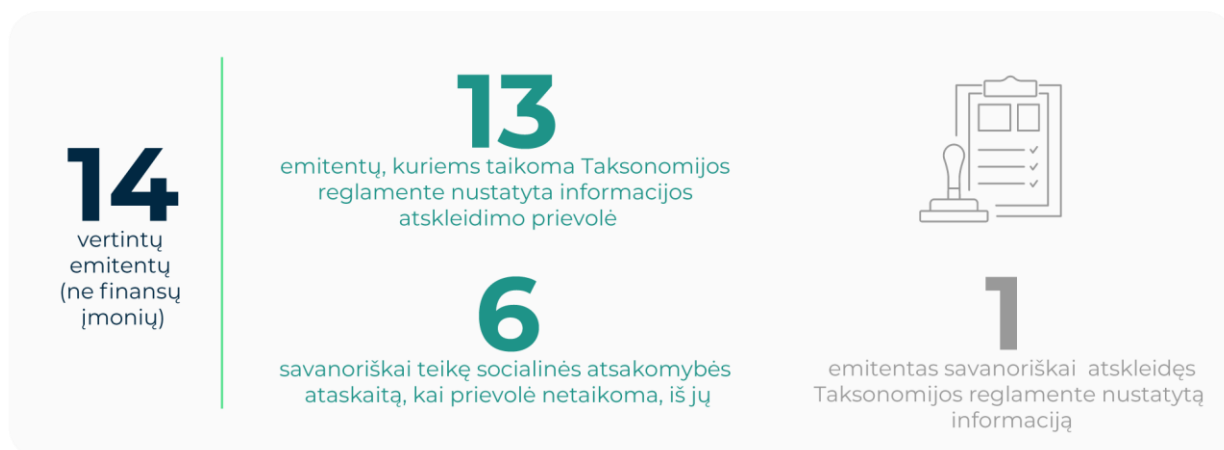 14
vertintų
emitentų
(ne finansų
įmonių)
13
emitentų, kuriems taikoma Taksonomijos
reglamente nustatyta informacijos
atskleidimo prievolė
6
savanoriškai teikę socialinės atsakomybės
ataskaitą, kai prievolė netaikoma, iš jų
1
emitentas savanoriškai atskleidęs
Taksonomijos reglamente nustatytą
informaciją